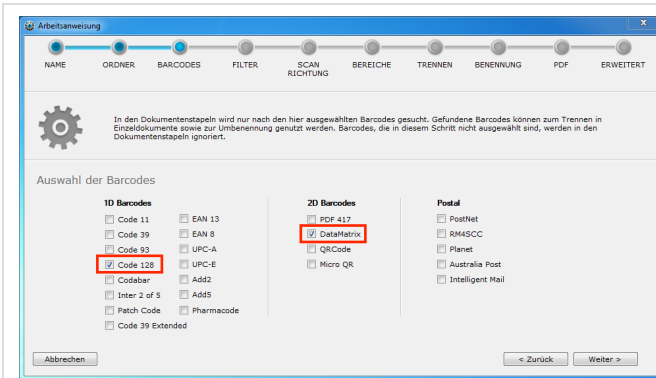 Arbeitsanweisung
NAME
ORDNER
BARCODES
FILTER
SCAN
RICHTUNG
BEREICHE
TRENNEN
BENENNUNG
PDF
ERWEITERT
In den Dokumentenstapeln wird nur nach den hier ausgewählten Barcodes gesucht. Gefundene Barcodes können zum Trennen in
Einzeldokumente sowie zur Umbenennung genutzt werden. Barcodes, die in diesem Schritt nicht ausgewählt sind, werden in den
Dokumentenstapeln ignoriert.
Auswahl der Barcodes
1D Barcodes
Code 11
Code 39
Code 93
Code 128
Codabar
Inter 2 of 5
Patch Code
Code 39 Extended
EAN 13
EAN 8
UPC-A
UPC-E
Add2
Add5
Pharmacode
2D Barcodes
PDF 417
DataMatrix
QRCode
Micro QR
Postal
PostNet
RM4SCC
Planet
Australia Post
Intelligent Mail
Abbrechen
< Zurück
Weiter >